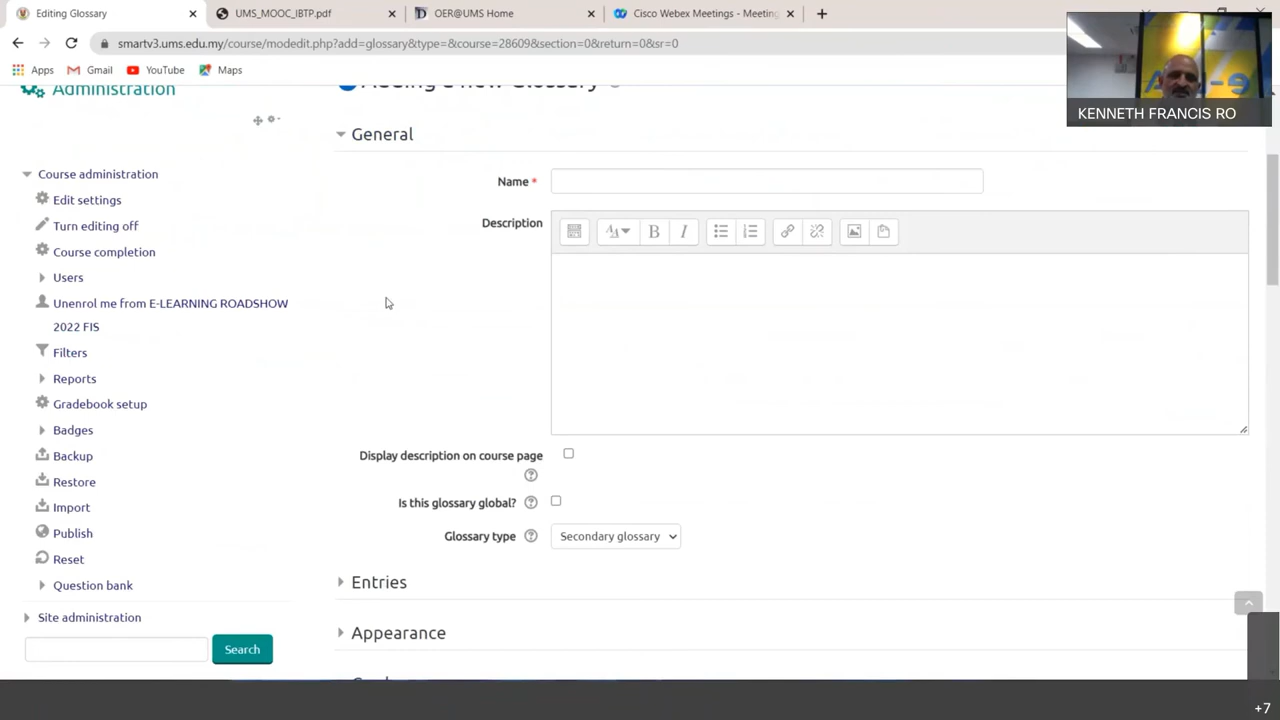 Editing Glossary
UMS_MOOC_IBTP.pdf
OER@UMS Home
Cisco Webex Meetings - Meeting
smartv3.ums.edu.my/course/modedit.php?add=glossary&type=&course=28609&section=0&return=0&sr=0
Apps
Gmail
YouTube
Maps
KENNETH FRANCIS RO
Administration
Adding a new Glossary
General
Course administration
Name *
Edit settings
Description
Turn editing off
Course completion
Users
Unenrol me from E-LEARNING ROADSHOW
2022 FIS
Filters
Reports
Gradebook setup
Badges
Display description on course page
Backup
Restore
Is this glossary global?
Import
Glossary type
Secondary glossary
Publish
Reset
Entries
Question bank
Site administration
Appearance
Search
+7